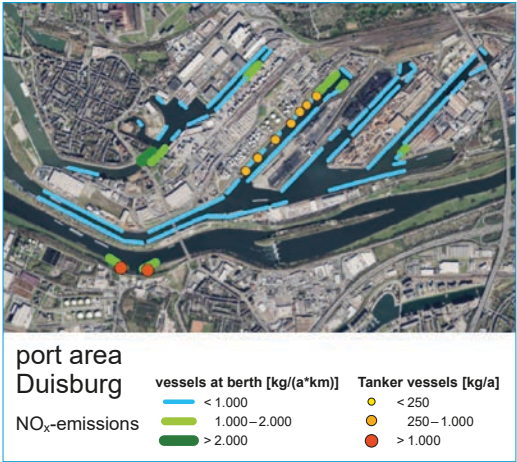 port area
Duisburg
NOx-emissions
vessels at berth [kg/(a*km)]
< 1.000
1.000–2.000
> 2.000
Tanker vessels [kg/a]
< 250
250–1.000
> 1.000